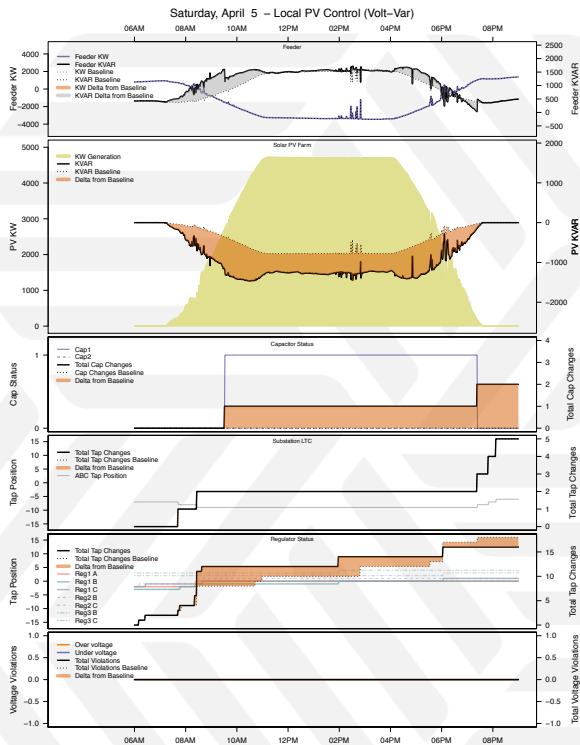 Saturday, April 5 – Local PV Control (Volt–Var)
06AM 08AM 10AM 12PM 02PM 04PM 06PM 08PM
Feeder
Feeder KW
Feeder KVAR
KW Baseline
KVAR Baseline
KW Delta from Baseline
KVAR Delta from Baseline
Feeder KW
4000
2000
0
−2000
−4000
2500
1500
500
0
−500
Feeder KVAR
Solar PV Farm
KW Generation
KVAR
KVAR Baseline
Delta from Baseline
PV KW
5000
4000
3000
2000
1000
0
2000
1000
0
−1000
−2000
PV KVAR
Capacitor Status
Cap1
Cap2
Total Cap Changes
Cap Changes Baseline
Delta from Baseline
Cap Status
1
0
4
3
2
1
0
Total Cap Changes
Substation LTC
Total Tap Changes
Total Tap Changes Baseline
Delta from Baseline
ABC Tap Position
Tap Position
15
10
5
0
−5
−10
−15
5
4
3
2
1
0
Total Tap Changes
Regulator Status
Total Tap Changes
Total Tap Changes Baseline
Delta from Baseline
Reg1 A
Reg1 B
Reg1 C
Reg2 B
Reg2 C
Reg3 B
Reg3 C
Tap Position
15
10
5
0
−5
−10
−15
15
10
5
0
Total Tap Changes
Over voltage
Under voltage
Total Violations
Total Violations Baseline
Delta from Baseline
Voltage Violations
1.0
0.5
0.0
−0.5
−1.0
1.0
0.5
0.0
−0.5
−1.0
Total Voltage Violations
06AM 08AM 10AM 12PM 02PM 04PM 06PM 08PM